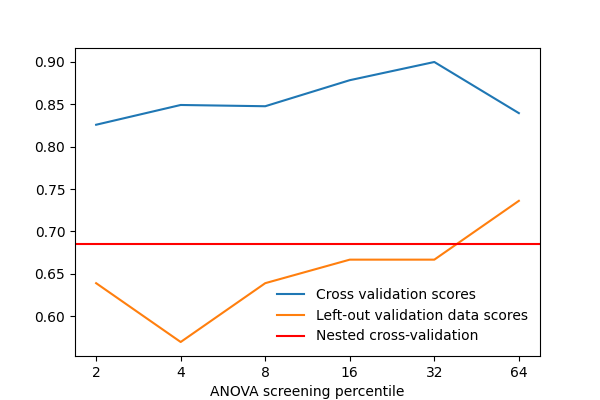 0.90
0.85
0.80
0.75
0.70
0.65
0.60
Cross validation scores
Left-out validation data scores
Nested cross-validation
2 4 8 16 32 64
ANOVA screening percentile